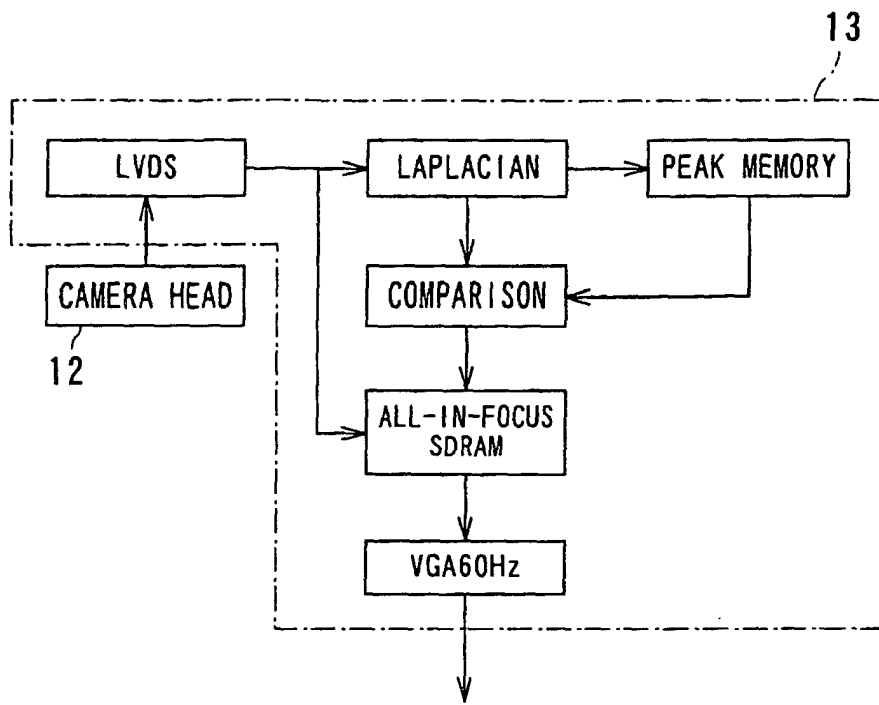 13
LVDS
LAPLACIAN
PEAK MEMORY
CAMERA HEAD
12
COMPARISON
ALL-IN-FOCUS
SDRAM
VGA60Hz